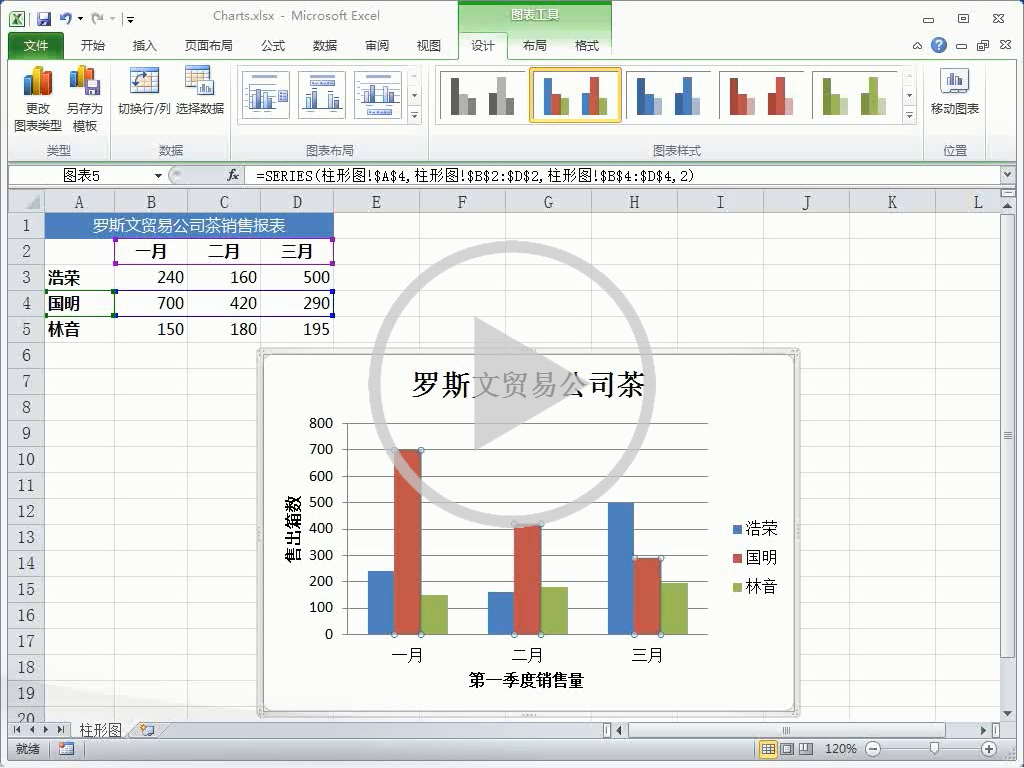 Charts.xlsx - Microsoft Excel
图表工具
文件 开始 插入 页面布局 公式 数据 审阅 视图 设计 布局 格式
更改
图表类型
另存为
模板
切换行/列 选择数据
移动图表
类型 数据 图表布局 图表样式 位置
图表5 fx =SERIES(柱形图!$A$4,柱形图!$B$2:$D$2,柱形图!$B$4:$D$4,2)
A B C D E F G H I J K L
1 罗斯文贸易公司茶销售报表
2 一月 二月 三月
3 浩荣 240 160 500
4 国明 700 420 290
5 林音 150 180 195
6
7
8
9
10
11
12
13
14
15
16
17
18
19
20
罗斯文贸易公司茶
售出箱数
800
700
600
500
400
300
200
100
0
一月 二月 三月
第一季度销售量
浩荣
国明
林音
柱形图
就绪 120%